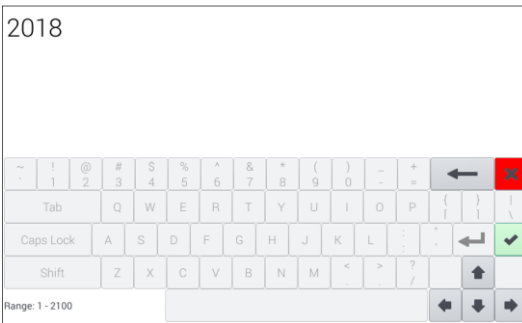 2018
~ ! @ # $ % ^ & * ( ) _ +
` 1 2 3 4 5 6 7 8 9 0 - =
Tab Q W E R T Y U I O P { } |
[ ] \
Caps Lock A S D F G H J K L :
;
Shift Z X C V B N M < > ?
, . /
Range: 1 - 2100